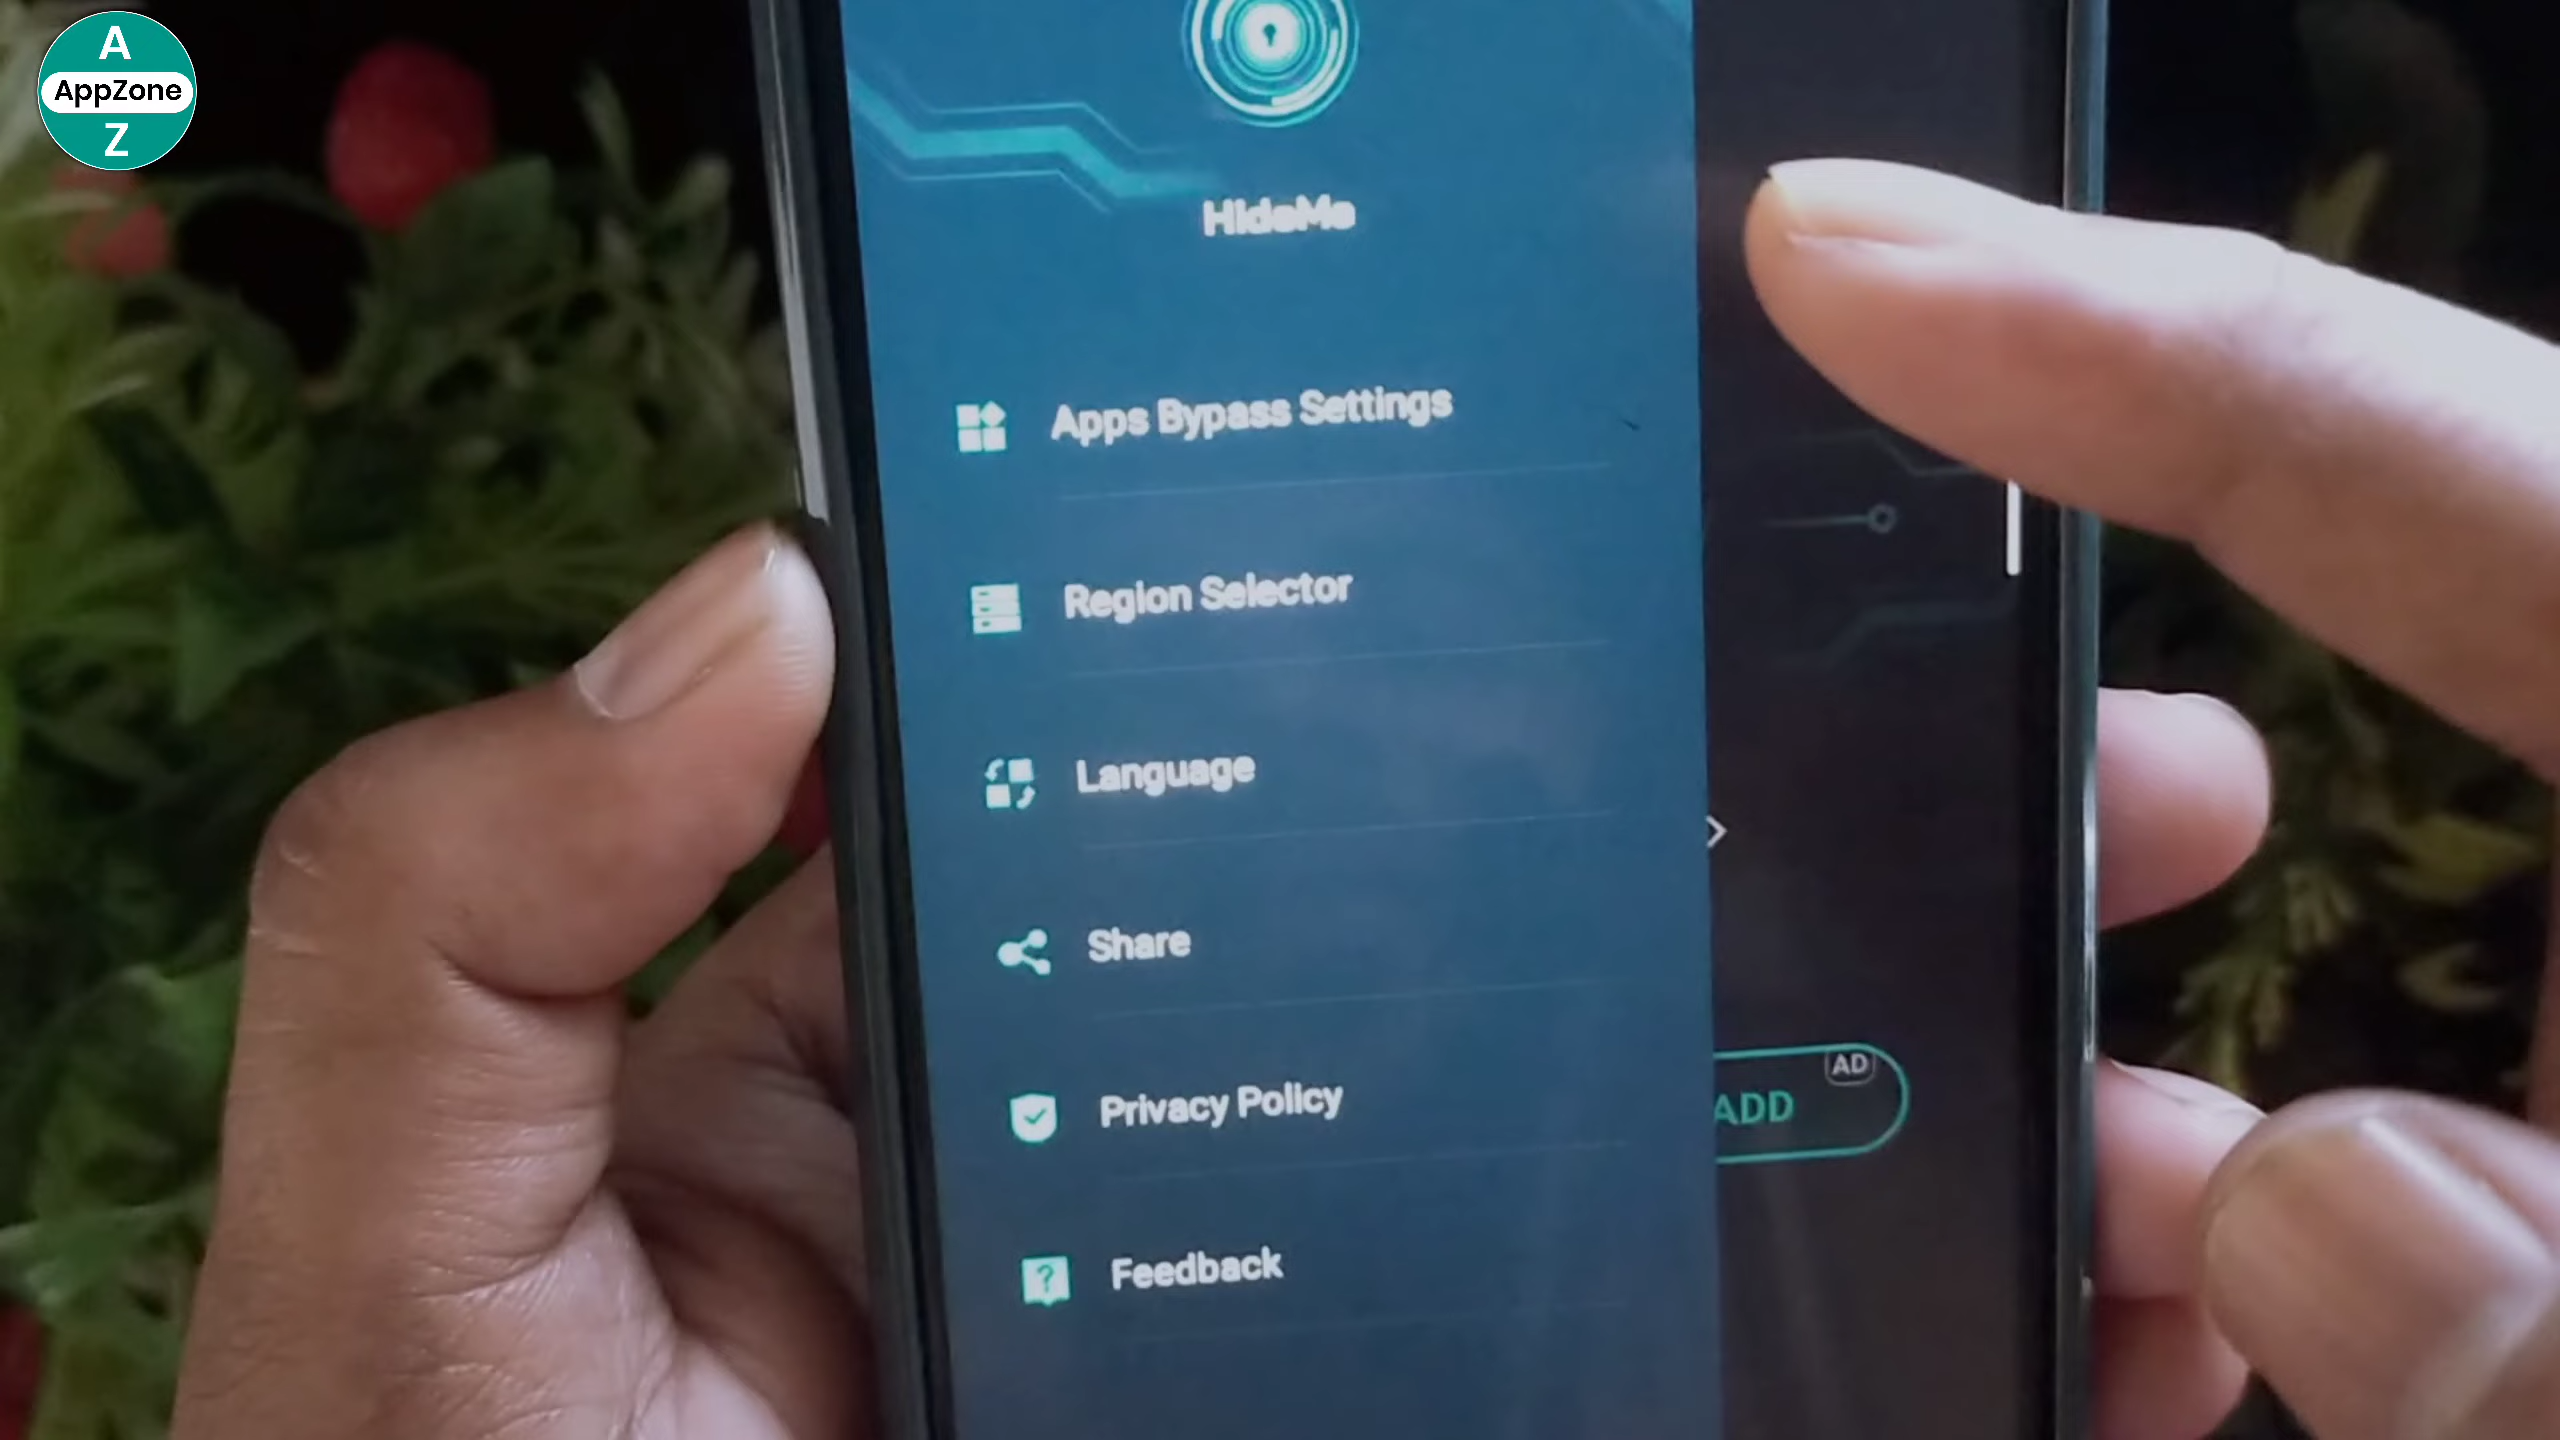 A
AppZone
Z
HideMe
Apps Bypass Settings
Region Selector
Language
Share
Privacy Policy
Feedback
AD
ADD